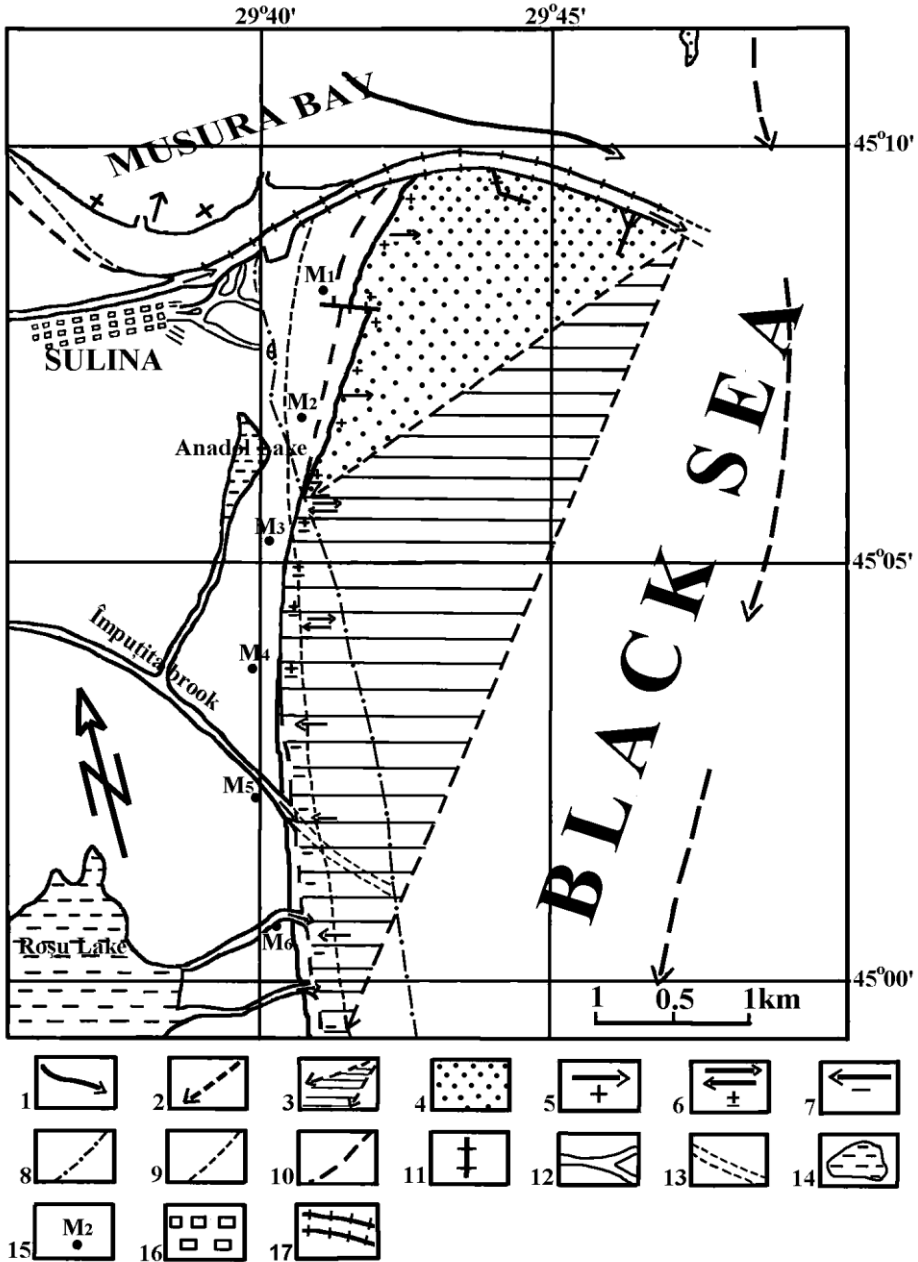 29°40'
29°45'
MUSURA BAY
45°10'
M1
SULINA
M2
Anadol Lake
M3
45°05'
Împuțita brook
M4
BLACK SEA
M5
M6
Roșu Lake
45°00'
1 0.5 1km
1 2 3 4 5 + 6 ± 7 –
8 9 10 11 12 13 14
15 M2 16 17